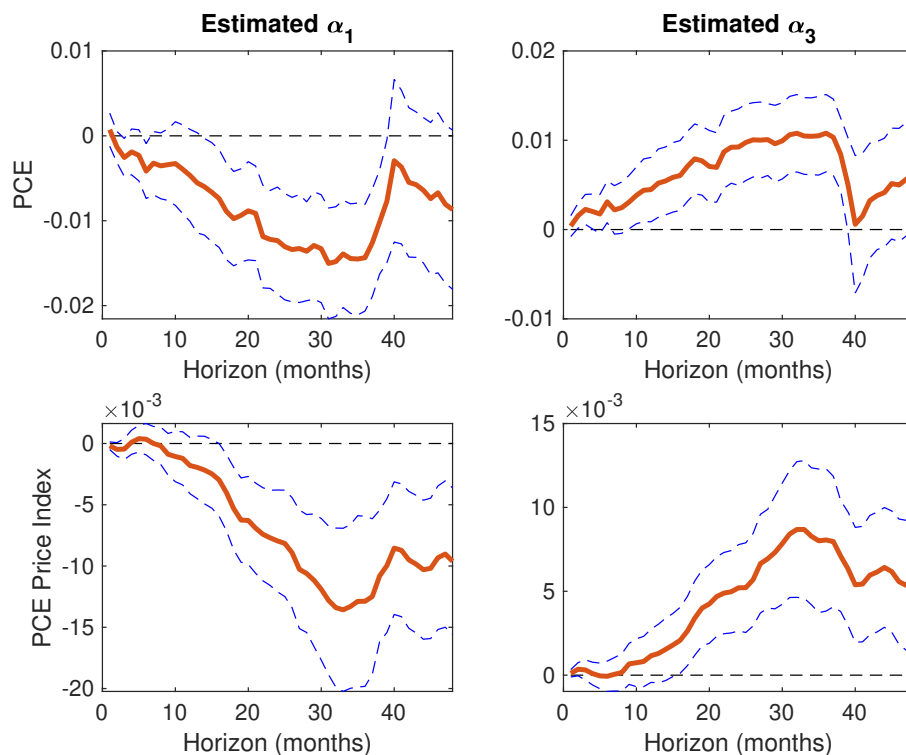 Estimated α₁
0.01
0
-0.01
-0.02
PCE
0 10 20 30 40
Horizon (months)
Estimated α₃
0.02
0.01
0
-0.01
0 10 20 30 40
Horizon (months)
×10⁻³
0
-5
-10
-15
-20
PCE Price Index
0 10 20 30 40
Horizon (months)
×10⁻³
15
10
5
0
0 10 20 30 40
Horizon (months)